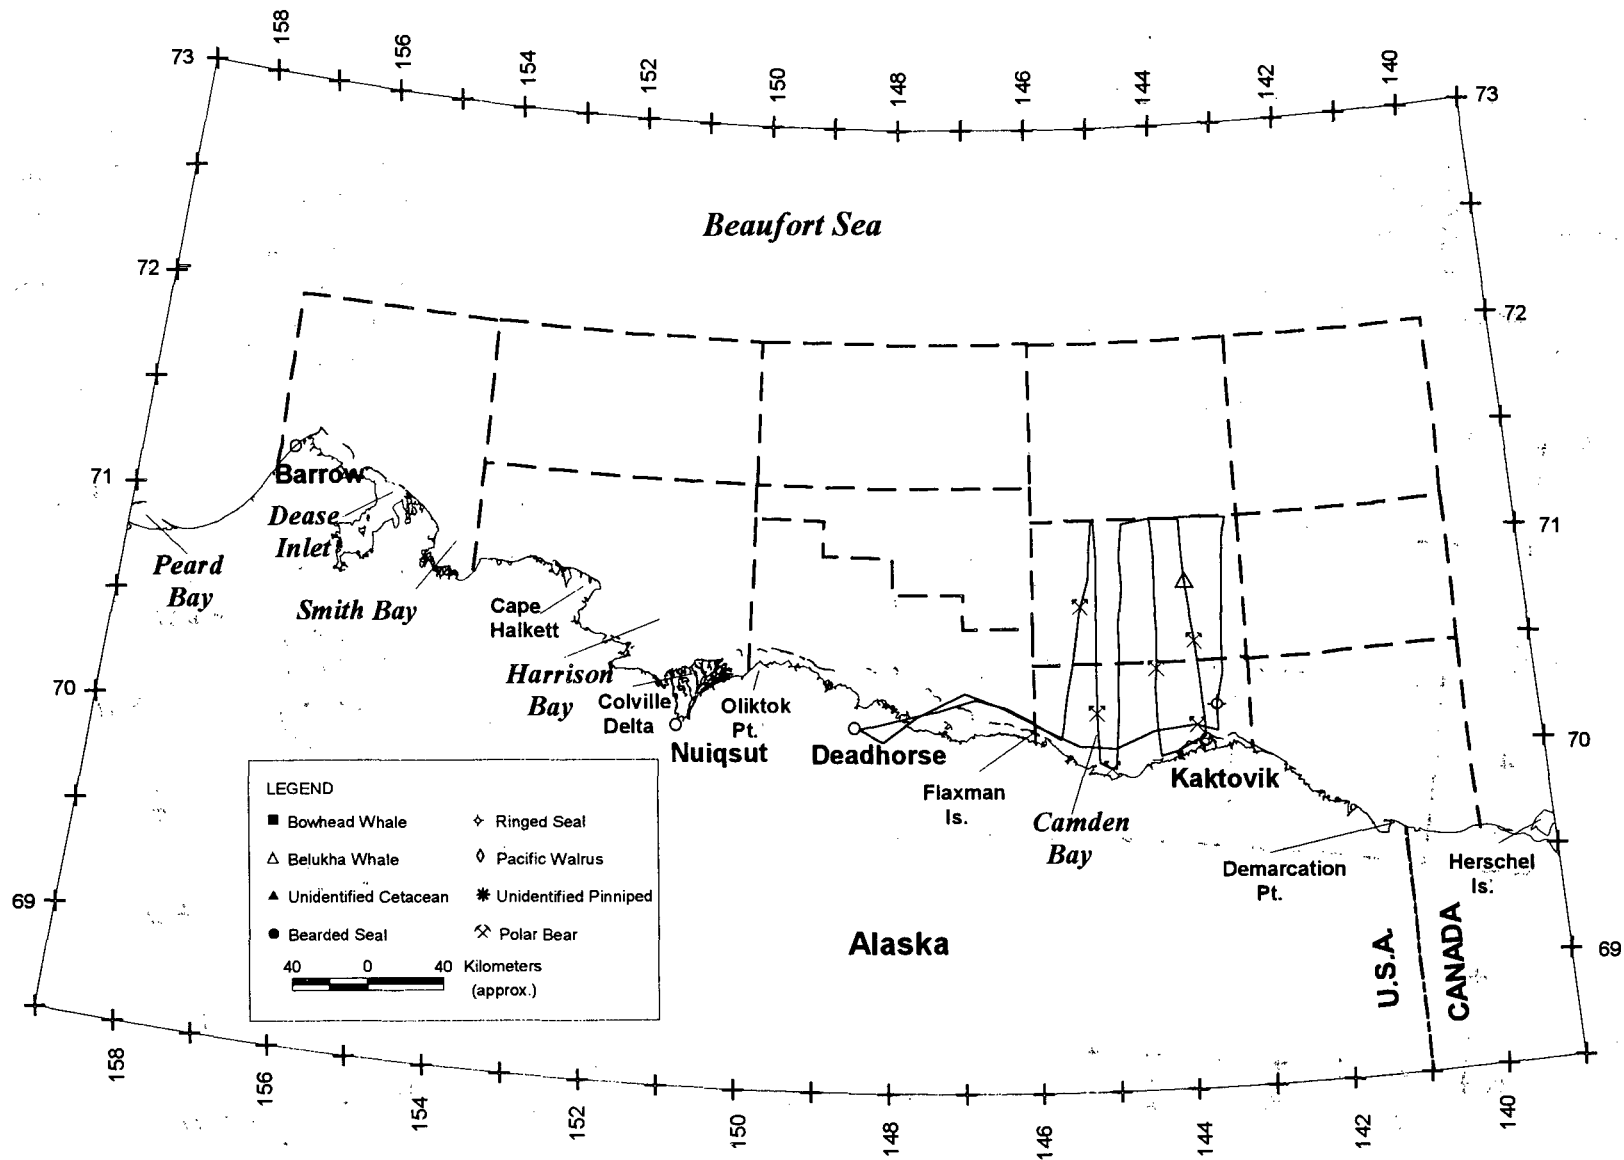 158
156
154
152
150
148
146
144
142
140
73
73
Beaufort Sea
72
72
71
71
Barrow
Dease
Inlet
Peard
Bay
Smith Bay
Cape
Halkett
Harrison
Bay
70
70
Colville
Delta
Oliktok
Pt.
Nuiqsut
Deadhorse
Kaktovik
Flaxman
Is.
Camden
Bay
Demarcation
Pt.
Herschel
Is.
LEGEND
Bowhead Whale
Ringed Seal
Belukha Whale
Pacific Walrus
Unidentified Cetacean
Unidentified Pinniped
Bearded Seal
Polar Bear
40 0 40 Kilometers
(approx.)
69
69
Alaska
U.S.A.
CANADA
158
156
154
152
150
148
146
144
142
140